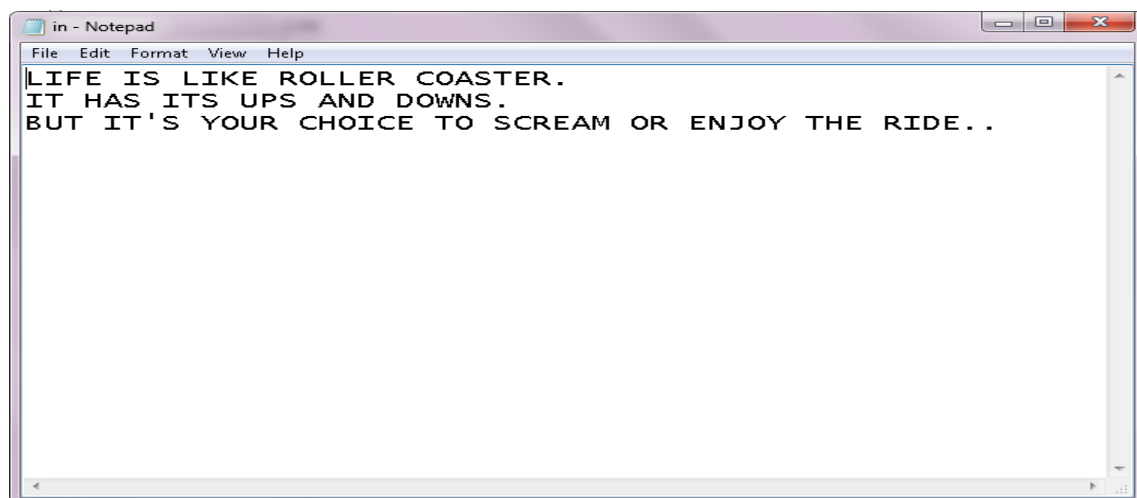 in - Notepad
File Edit Format View Help
LIFE IS LIKE ROLLER COASTER.
IT HAS ITS UPS AND DOWNS.
BUT IT'S YOUR CHOICE TO SCREAM OR ENJOY THE RIDE..